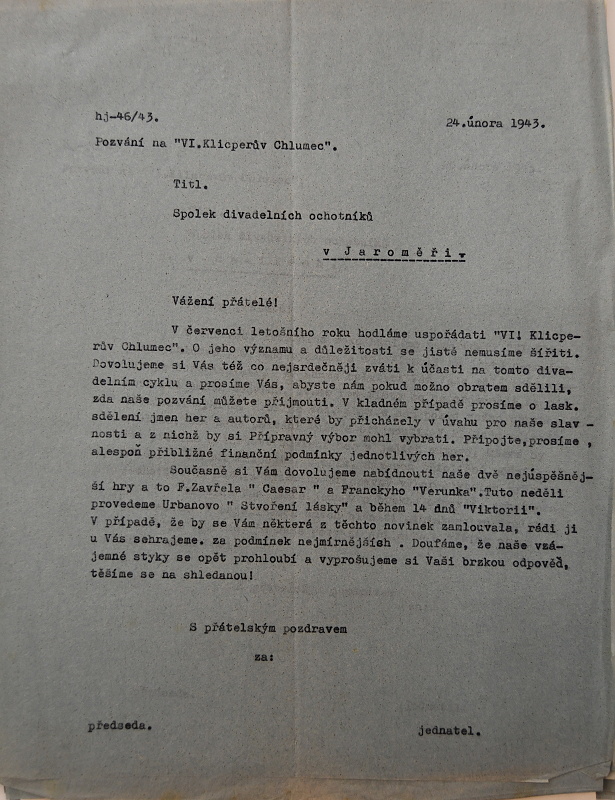 hj-46/43.
24.února 1943.
Pozvání na "VI.Klicperův Chlumec".
Titl.
Spolek divadelních ochotníků
v Jaroměři.
Vážení přátelé!
V červenci letošního roku hodláme uspořádati "VI! Klicpe-
rův Chlumec". O jeho významu a důležitosti se jistě nemusíme šířiti.
Dovolujeme si Vás též co nejsrdečněji zváti k účasti na tomto diva-
delním cyklu a prosíme Vás, abyste nám pokud možno obratem sdělili,
zda naše pozvání můžete přijmouti. V kladném případě prosíme o lask.
sdělení jmen her a autorů, která by přicházely v úvahu pro naše slav -
nosti a z nichž by si Přípravný výbor mohl vybrati. Připojte,prosíme ,
alespoň přibližné finanční podmínky jednotlivých her.
Současně si Vám dovolujeme nabídnouti naše dvě nejúspěšněj-
ší hry a to F.Zavřela " Caesar " a Franckyho "Verunka".Tuto neděli
provedeme Urbanovo " Stvoření lásky" a během 14 dnů "Viktorii".
V případě, že by se Vám některá z těchto novinek zamlouvala, rádi ji
u Vás sehrajeme. za podmínek nejmírnějších . Doufáme, že naše vzá-
jemné styky se opět prohloubí a vyprošujeme si Vaši brzkou odpověď,
těšíme se na shledanou!
S přátelským pozdravem
za:
předseda.
jednatel.